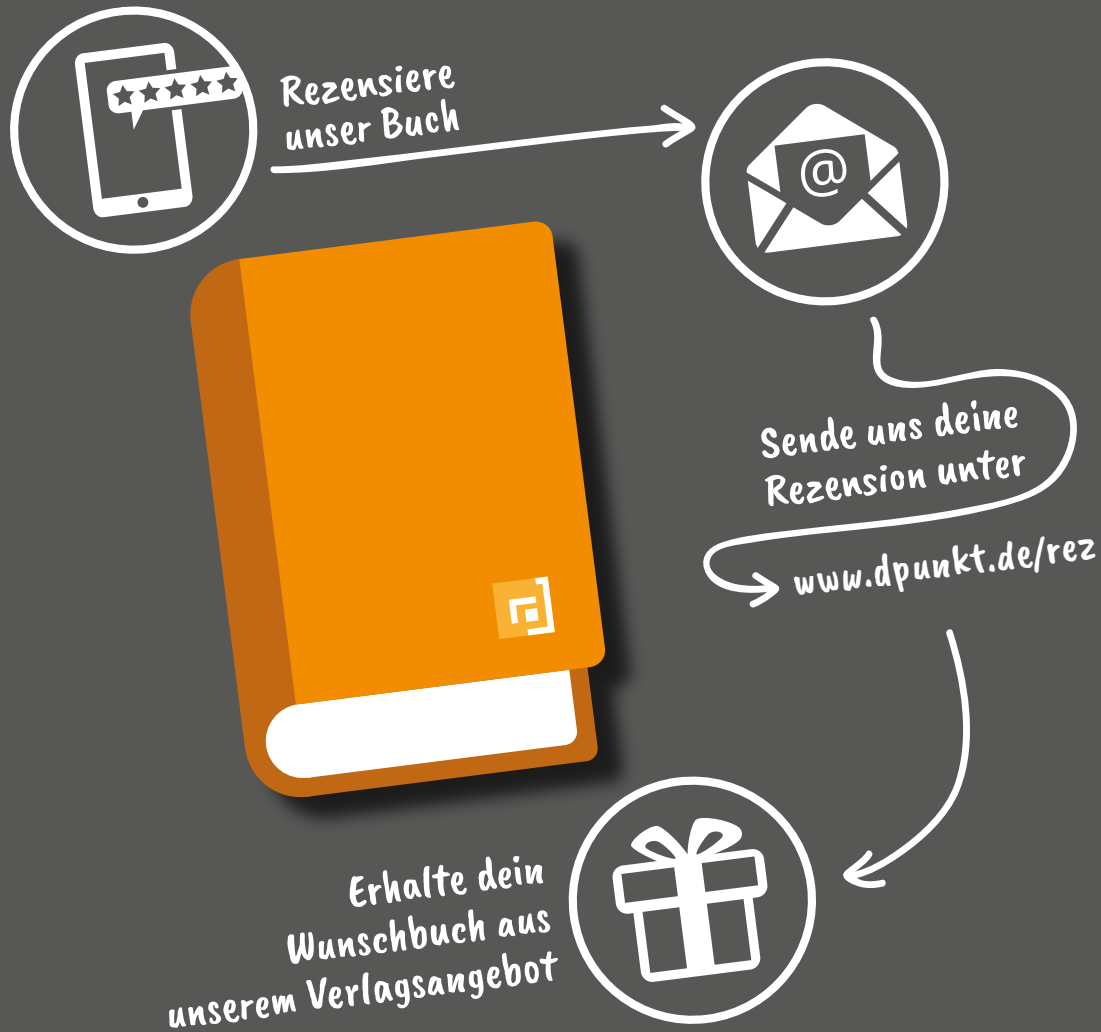 Rezensiere
unser Buch
@
Sende uns deine
Rezension unter
www.dpunkt.de/rez
Erhalte dein
Wunschbuch aus
unserem Verlagsangebot